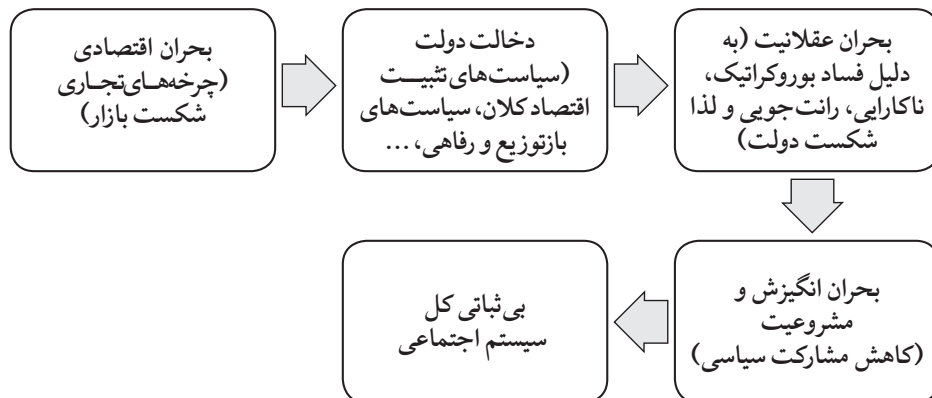 بحران اقتصادی
(چرخه‌های تجاری
شکست بازار)
دخالت دولت
(سیاست‌های تثبیت
اقتصاد کلان، سیاست‌های
بازتوزیع و رفاهی، ...
بحران عقلانیت (به
دلیل فساد بوروکراتیک،
ناکارایی، رانت‌جویی و لذا
شکست دولت)
بحران انگیزش و
مشروعیت
(کاهش مشارکت سیاسی)
بی‌ثباتی کل
سیستم اجتماعی